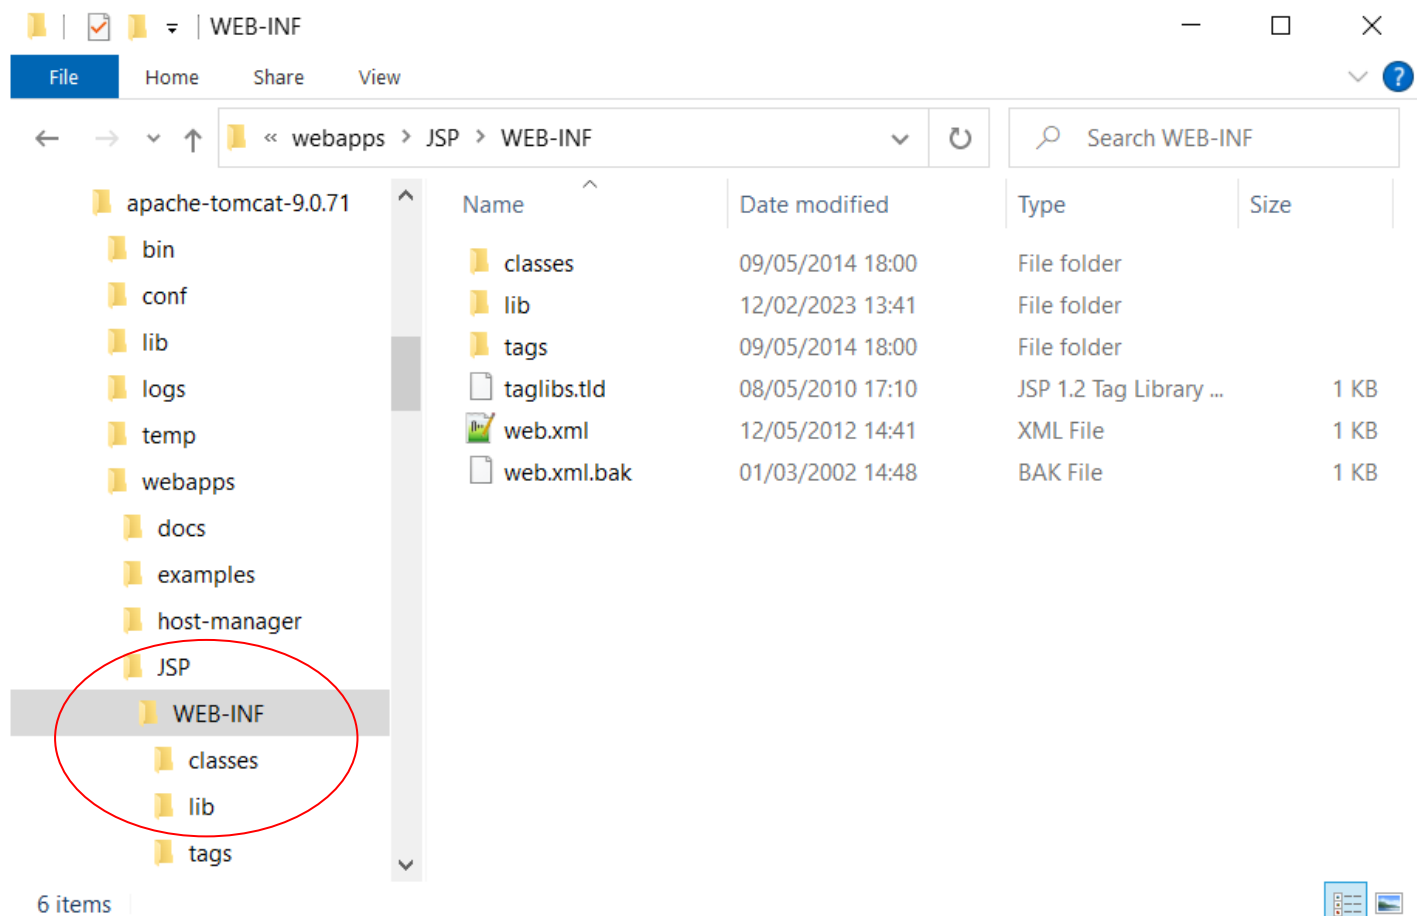 WEB-INF
File Home Share View
?
« webapps > JSP > WEB-INF
Search WEB-INF
apache-tomcat-9.0.71
bin
conf
lib
logs
temp
webapps
docs
examples
host-manager
JSP
WEB-INF
classes
lib
tags
Name Date modified Type Size
classes 09/05/2014 18:00 File folder
lib 12/02/2023 13:41 File folder
tags 09/05/2014 18:00 File folder
taglibs.tld 08/05/2010 17:10 JSP 1.2 Tag Library ... 1 KB
web.xml 12/05/2012 14:41 XML File 1 KB
web.xml.bak 01/03/2002 14:48 BAK File 1 KB
6 items